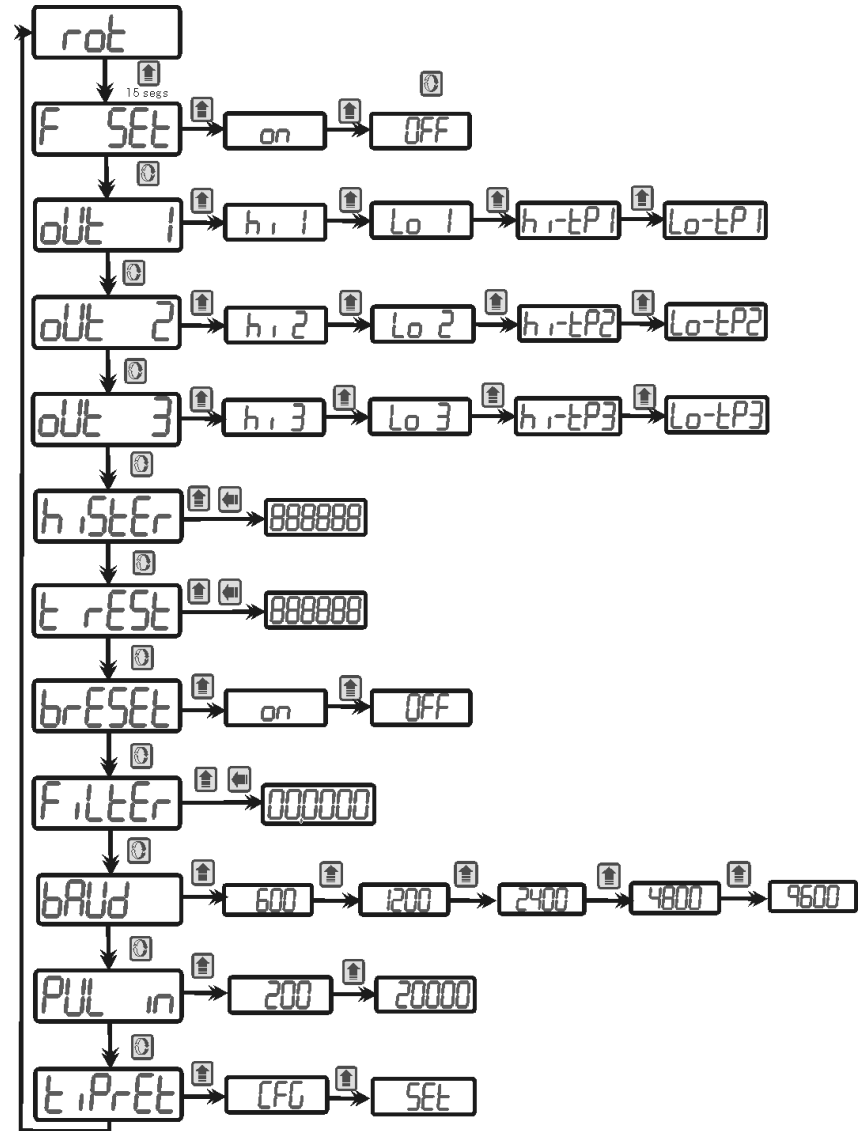 rot
15 segs
F SEt
on
OFF
oUt 1
hi 1
Lo 1
hi-tP1
Lo-tP1
oUt 2
hi 2
Lo 2
hi-tP2
Lo-tP2
oUt 3
hi 3
Lo 3
hi-tP3
Lo-tP3
hiStEr
888888
t rESt
888888
brESEt
on
OFF
FiLtEr
00.0000
bAUd
600
1200
2400
4800
9600
PUL in
200
20000
tiPrEt
CFG
SEt